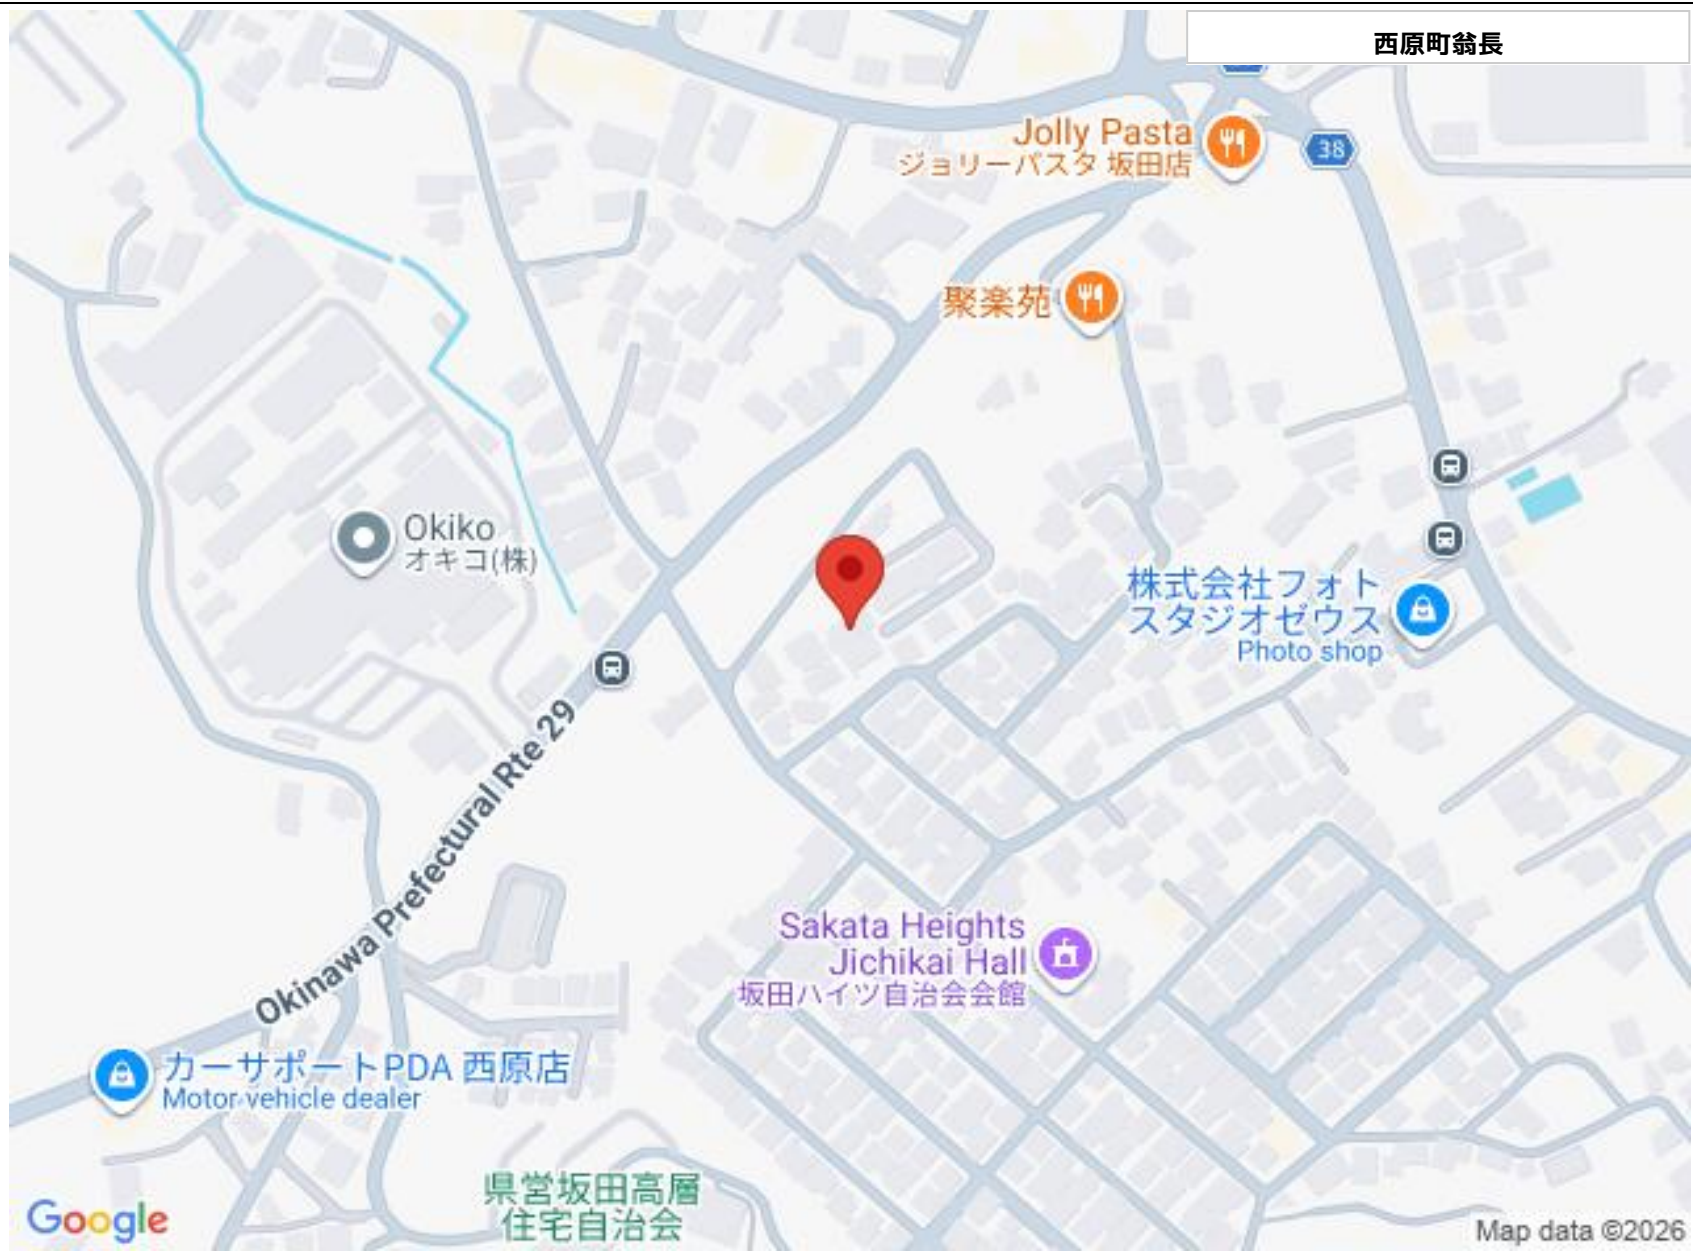 西原町翁長
Jolly Pasta
ジョリーパスタ 坂田店
38
聚楽苑
Okiko
オキコ(株)
株式会社フォト
スタジオゼウス
Photo shop
Okinawa Prefectural Rte 29
Sakata Heights
Jichikai Hall
坂田ハイツ自治会会館
カーサポートPDA 西原店
Motor vehicle dealer
県営坂田高層
住宅自治会
Google
Map data ©2026